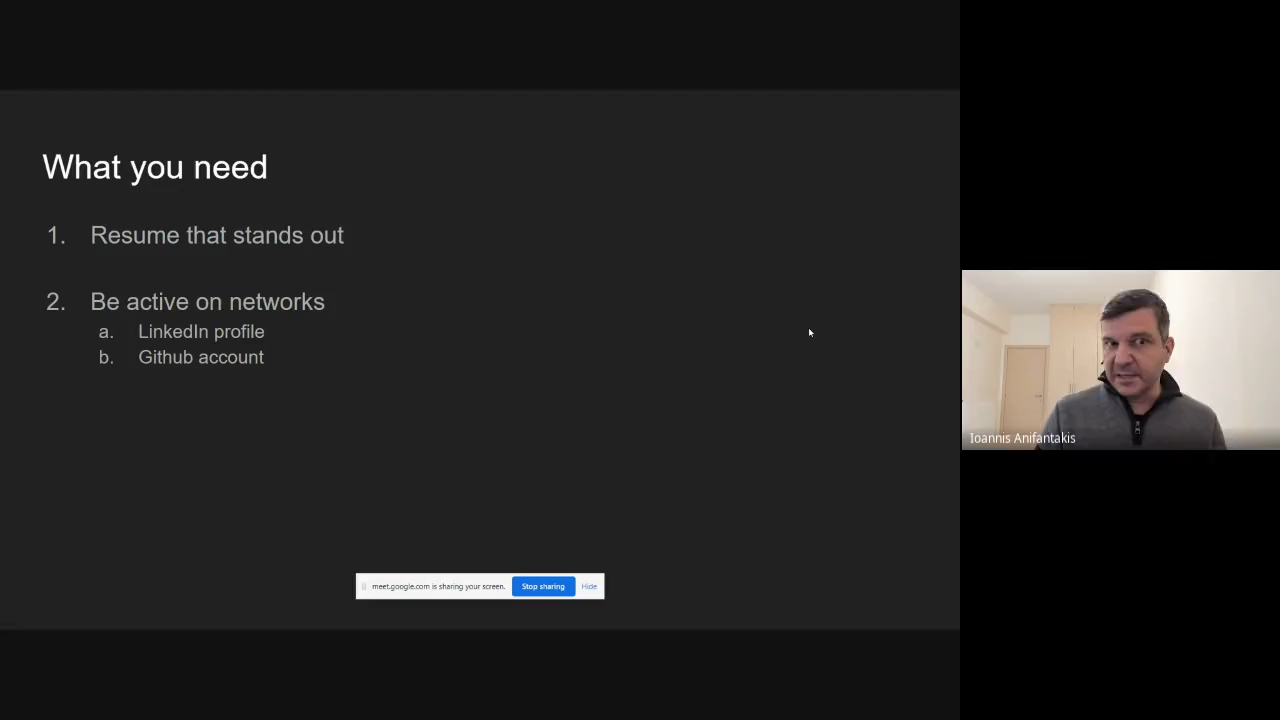 What you need
1. Resume that stands out
2. Be active on networks
a. LinkedIn profile
b. Github account
meet.google.com is sharing your screen. Stop sharing Hide
Ioannis Anifantakis